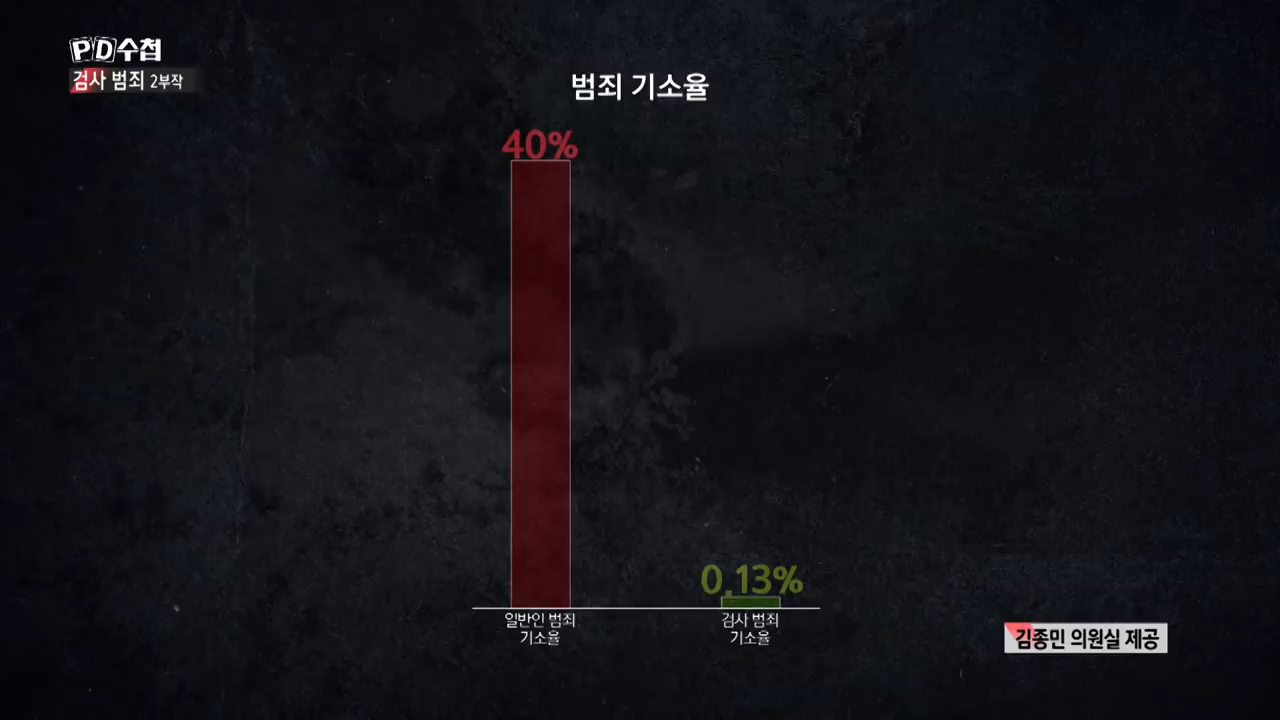 PD수첩
검사 범죄 2부작
범죄 기소율
40%
0.13%
일반인 범죄
기소율
검사 범죄
기소율
김종민 의원실 제공